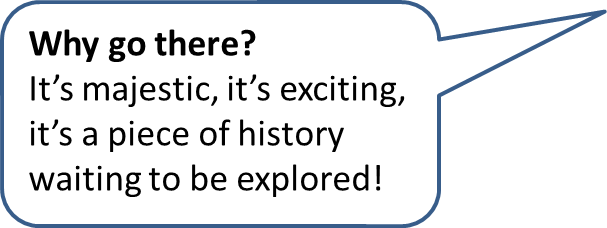 Why go there?
It’s majestic, it’s exciting,
it’s a piece of history
waiting to be explored!